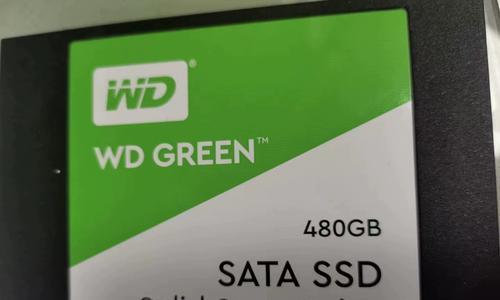 WD®
WD GREEN™
480GB
SATA SSD